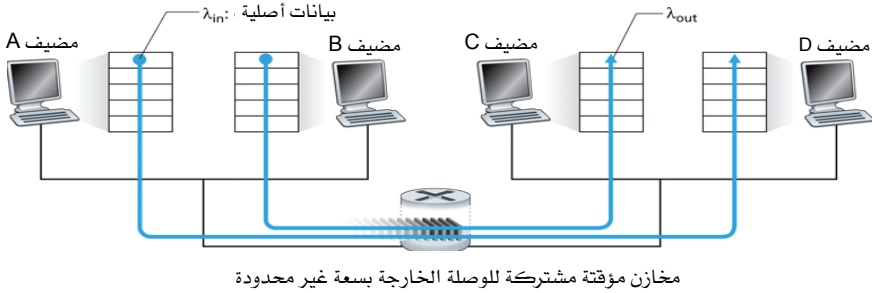 λin: بيانات أصلية
λout
مضيف A
مضيف B
مضيف C
مضيف D
مخازن مؤقتة مشتركة للوصلة الخارجة بسعة غير محدودة